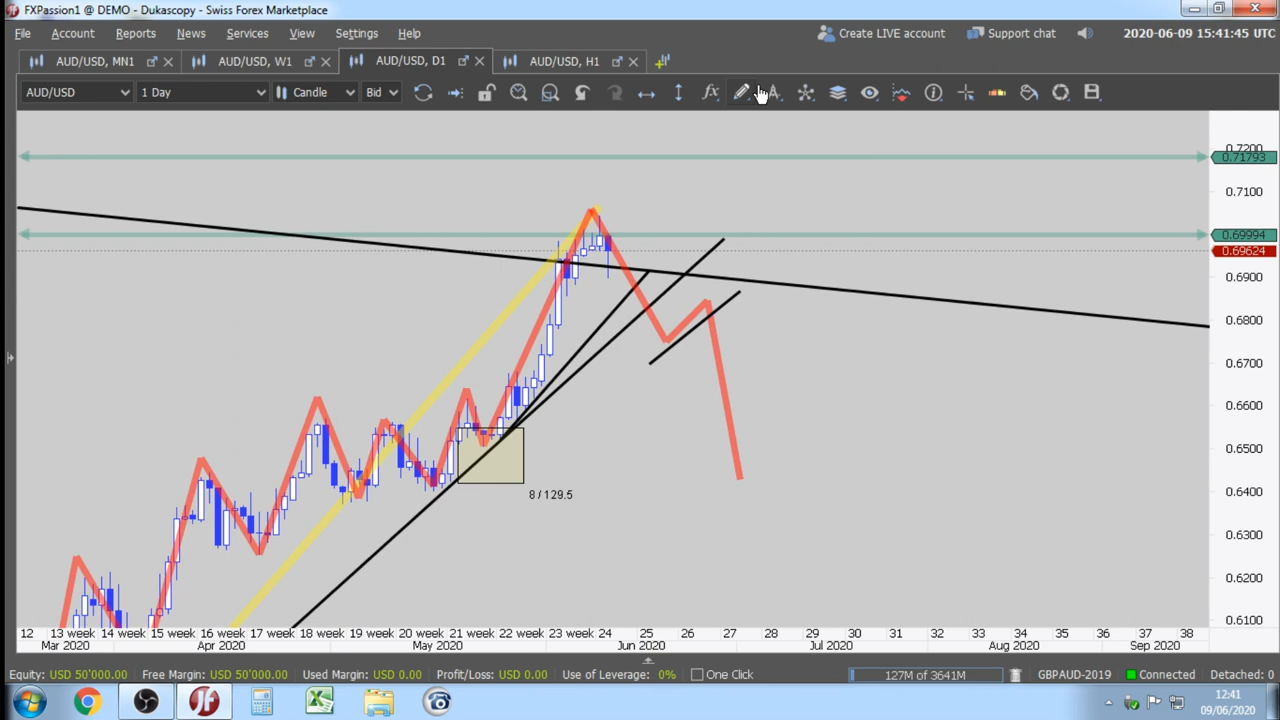 FXPassion1 @ DEMO - Dukascopy - Swiss Forex Marketplace
File Account Reports News Services View Settings Help Create LIVE account Support chat 2020-06-09 15:41:45 UTC
AUD/USD, MN1 AUD/USD, W1 AUD/USD, D1 AUD/USD, H1
AUD/USD 1 Day Candle Bid
0.7200
0.71793
0.7100
0.69994
0.69624
0.6900
0.6800
0.6700
0.6600
0.6500
0.6400
8 / 129.5
0.6300
0.6200
0.6100
12 13 week 14 week 15 week 16 week 17 week 18 week 19 week 20 week 21 week 22 week 23 week 24 25 26 27 28 29 30 31 32 33 34 35 36 37 38
Mar 2020 Apr 2020 May 2020 Jun 2020 Jul 2020 Aug 2020 Sep 2020
Equity: USD 50'000.00 Free Margin: USD 50'000.00 Used Margin: USD 0.00 Profit/Loss: USD 0.00 Use of Leverage: 0% One Click 127M of 3641M GBPAUD-2019 Connected Detached: 0
12:41
09/06/2020